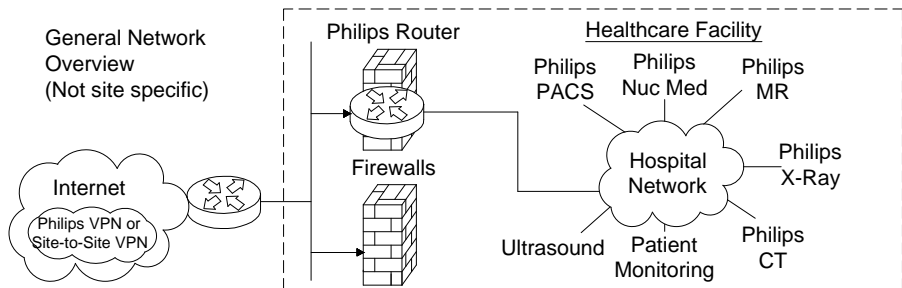 General Network
Overview
(Not site specific)
Philips Router
Healthcare Facility
Philips
PACS
Philips
Nuc Med
Philips
MR
Firewalls
Internet
Philips VPN or
Site-to-Site VPN
Hospital
Network
Philips
X-Ray
Ultrasound
Patient
Monitoring
Philips
CT